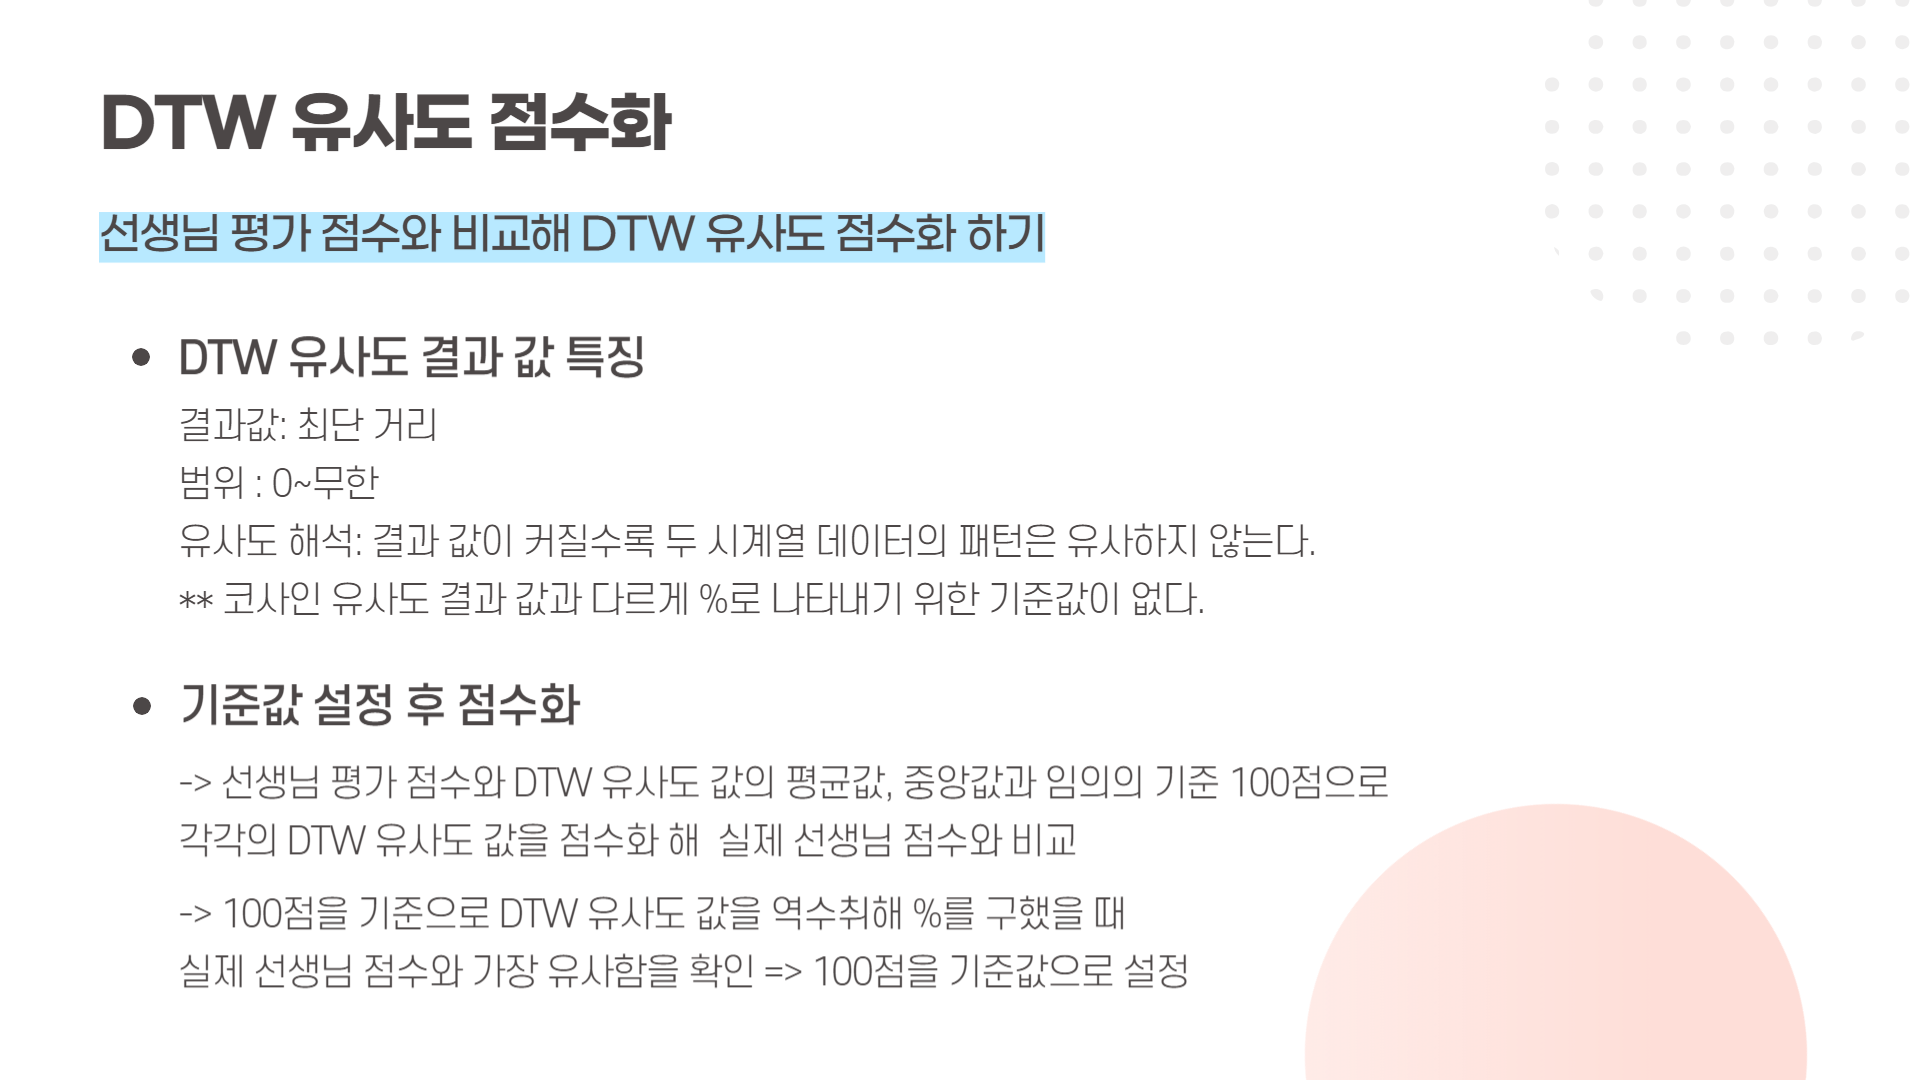 DTW 유사도 점수화
선생님 평가 점수와 비교해 DTW 유사도 점수화 하기
• DTW 유사도 결과 값 특징
결과값: 최단 거리
범위 : 0~무한
유사도 해석: 결과 값이 커질수록 두 시계열 데이터의 패턴은 유사하지 않는다.
** 코사인 유사도 결과 값과 다르게 %로 나타내기 위한 기준값이 없다.
• 기준값 설정 후 점수화
-> 선생님 평가 점수와 DTW 유사도 값의 평균값, 중앙값과 임의의 기준 100점으로
각각의 DTW 유사도 값을 점수화 해 실제 선생님 점수와 비교
-> 100점을 기준으로 DTW 유사도 값을 역수취해 %를 구했을 때
실제 선생님 점수와 가장 유사함을 확인 => 100점을 기준값으로 설정